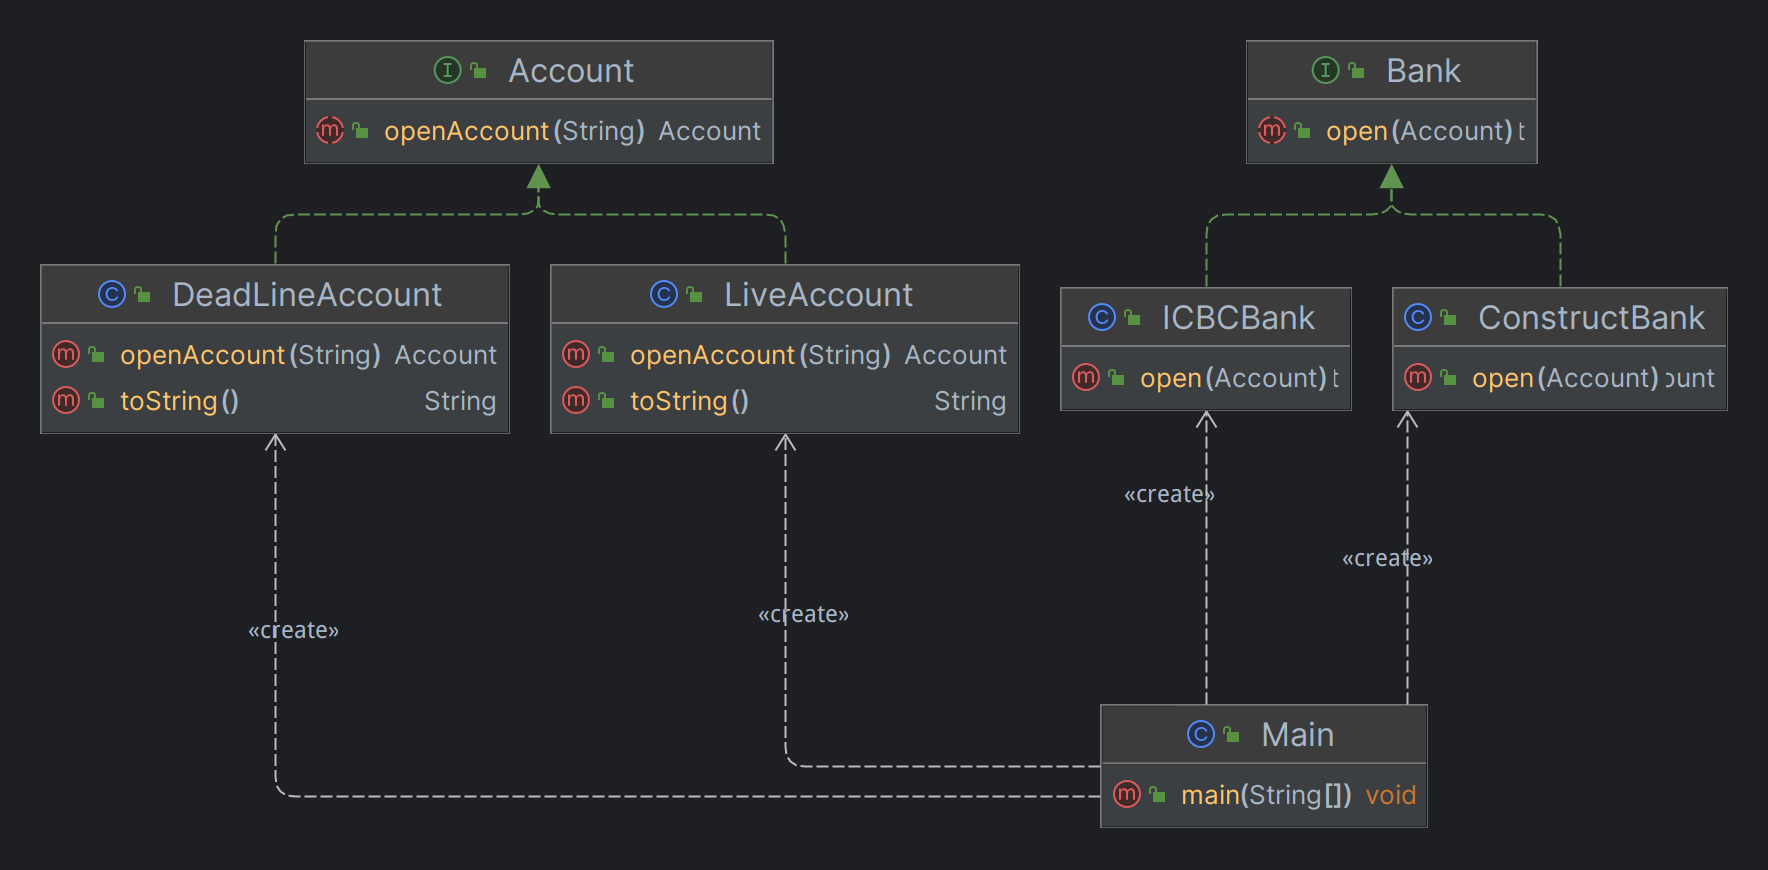 Account
openAccount(String) Account
Bank
open(Account) t
DeadLineAccount
openAccount(String) Account
toString() String
LiveAccount
openAccount(String) Account
toString() String
ICBCBank
open(Account) t
ConstructBank
open(Account) ount
«create»
«create»
«create»
«create»
Main
main(String[]) void